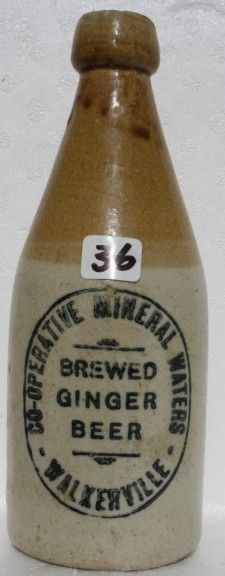 36
CO-OPERATIVE MINERAL WATERS
BREWED
GINGER
BEER
- WALKERVILLE -